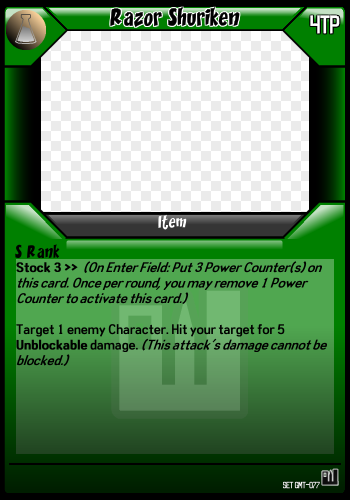 Razor Shuriken
4TP
Item
S Rank
Stock 3 >> (On Enter Field: Put 3 Power Counter(s) on
this card. Once per round, you may remove 1 Power
Counter to activate this card.)
Target 1 enemy Character. Hit your target for 5
Unblockable damage. (This attack's damage cannot be
blocked.)
SET GMT-077